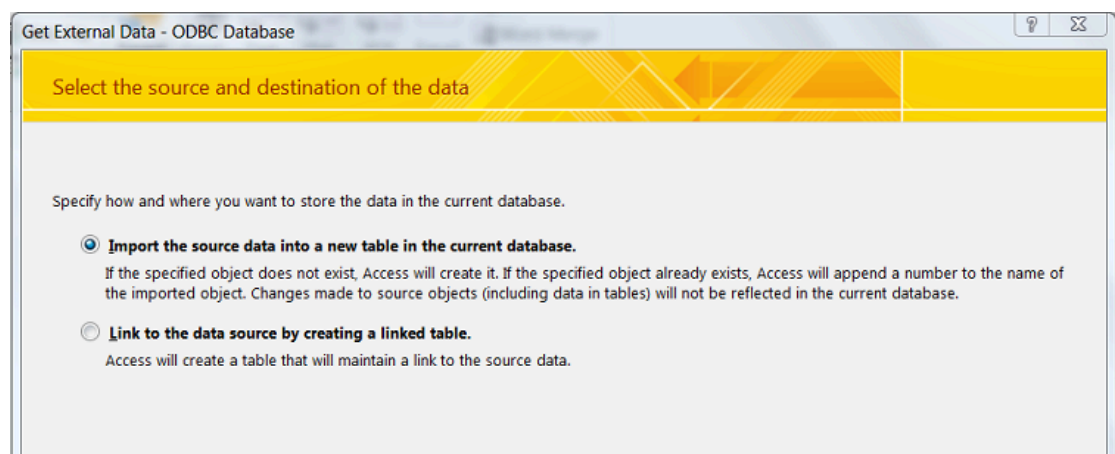 Get External Data - ODBC Database
Select the source and destination of the data
Specify how and where you want to store the data in the current database.
Import the source data into a new table in the current database.
If the specified object does not exist, Access will create it. If the specified object already exists, Access will append a number to the name of
the imported object. Changes made to source objects (including data in tables) will not be reflected in the current database.
Link to the data source by creating a linked table.
Access will create a table that will maintain a link to the source data.